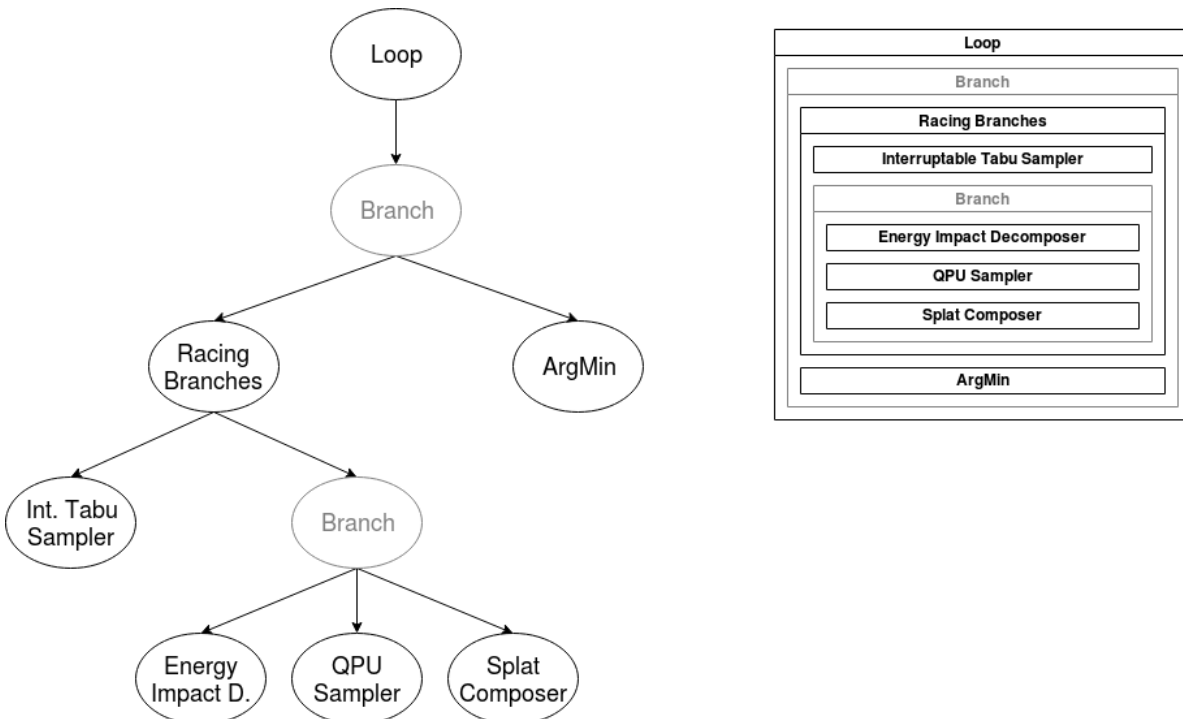 Loop
Branch
Racing
Branches
ArgMin
Int. Tabu
Sampler
Branch
Energy
Impact D.
QPU
Sampler
Splat
Composer
Loop
Branch
Racing Branches
Interruptable Tabu Sampler
Branch
Energy Impact Decomposer
QPU Sampler
Splat Composer
ArgMin